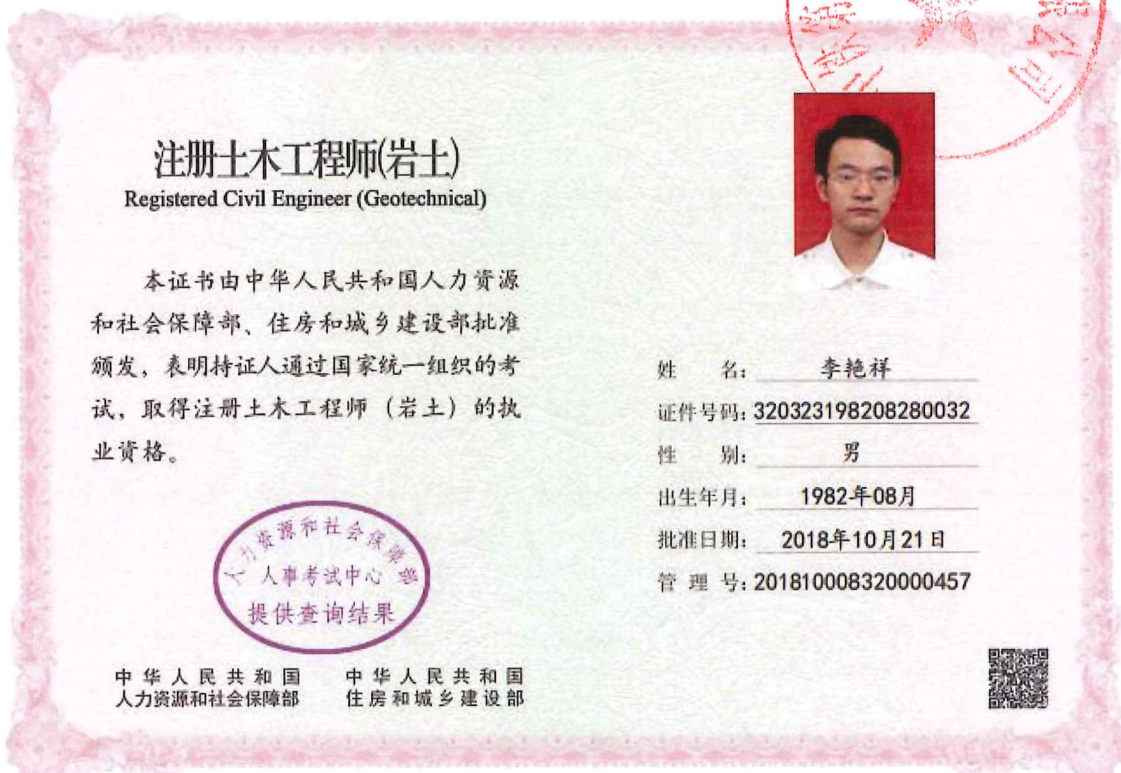 注册土木工程师(岩土)
Registered Civil Engineer (Geotechnical)
本证书由中华人民共和国人力资源
和社会保障部、住房和城乡建设部批准
颁发，表明持证人通过国家统一组织的考
试，取得注册土木工程师（岩土）的执
业资格。
人力资源和社会保障部
人事考试中心
提供查询结果
中华人民共和国
人力资源和社会保障部
中华人民共和国
住房和城乡建设部
姓 名： 李艳祥
证件号码：320323198208280032
性 别： 男
出生年月： 1982年08月
批准日期： 2018年10月21日
管 理 号：201810008320000457